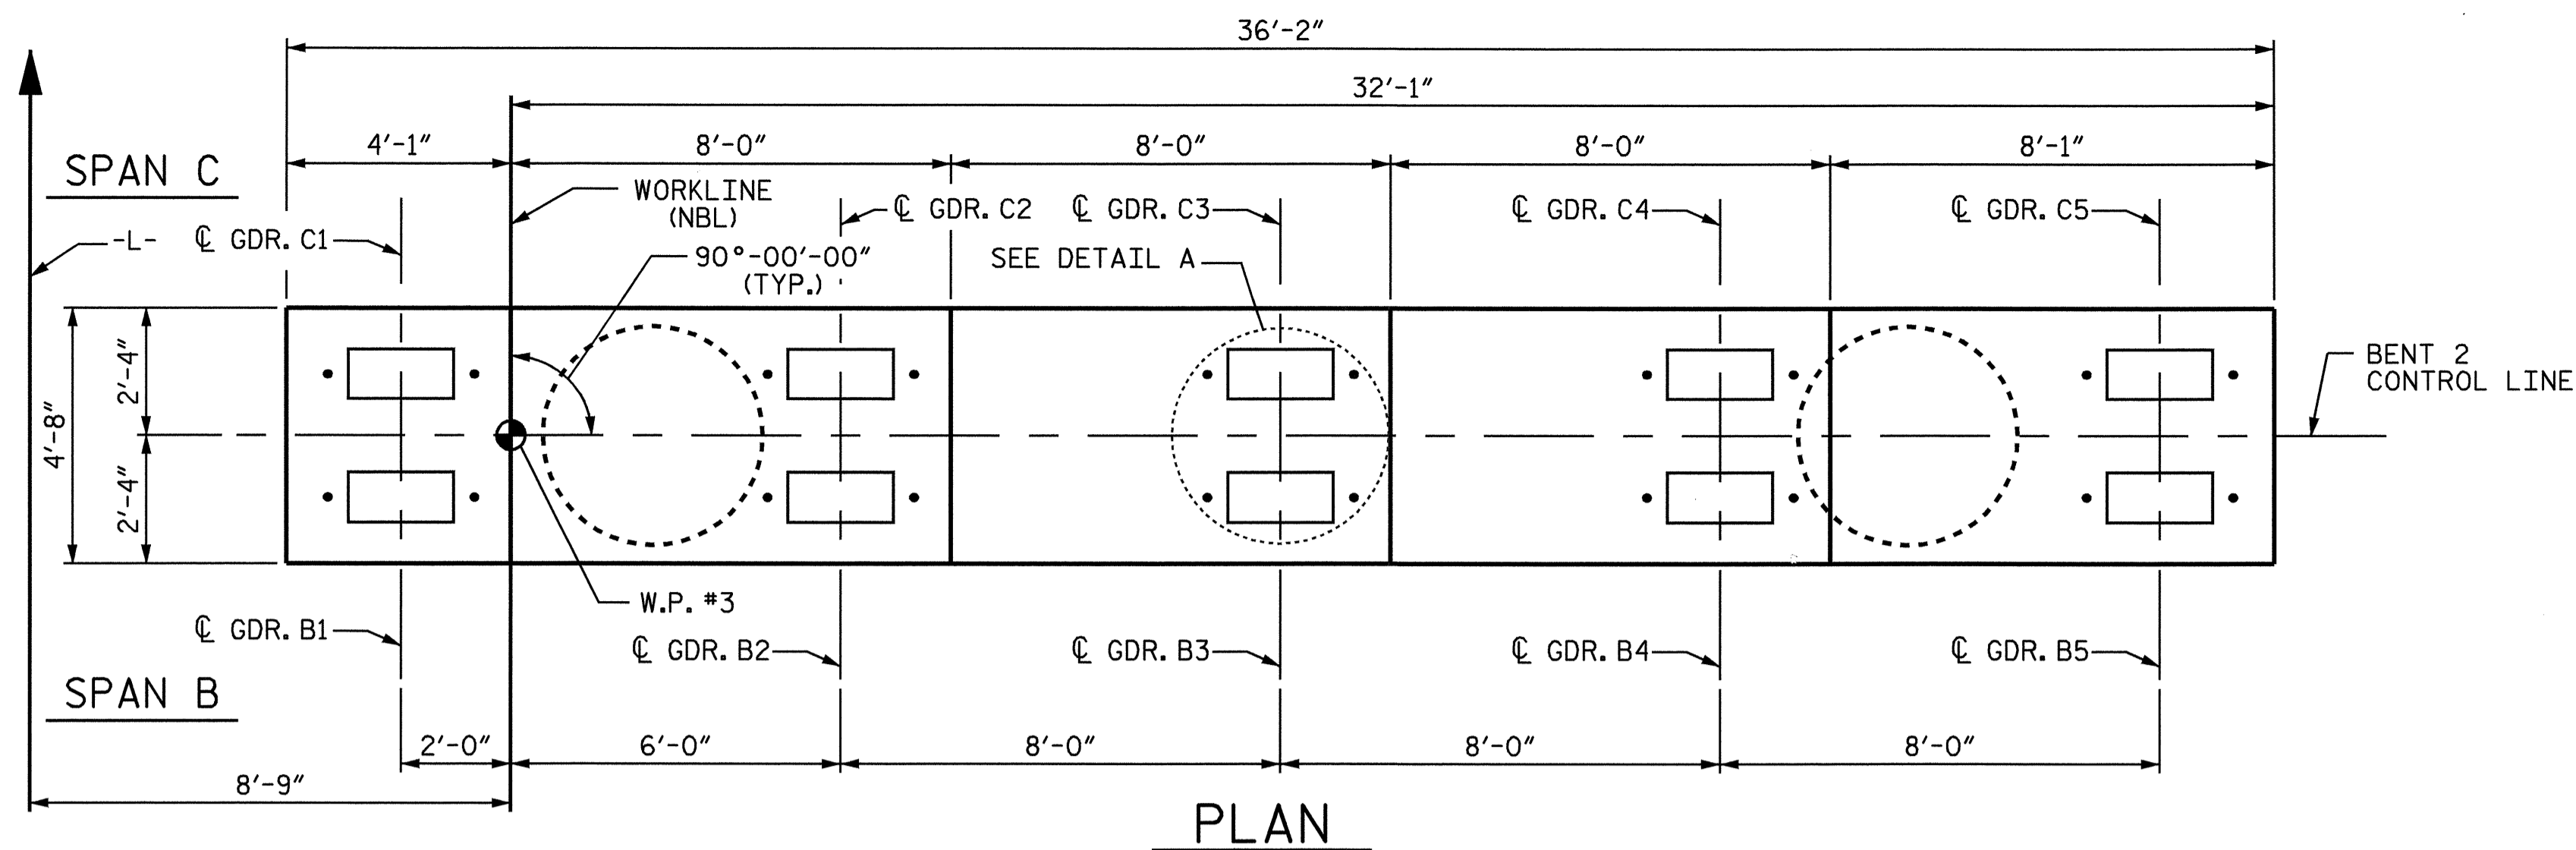 36'-2"
32'-1"
4'-1"
8'-0"
8'-0"
8'-0"
8'-1"
SPAN C
WORKLINE
(NBL)
℄ GDR. C2
℄ GDR. C3
℄ GDR. C4
℄ GDR. C5
-L-
℄ GDR. C1
90°-00'-00"
(TYP.)
SEE DETAIL A
4'-8"
2'-4"
2'-4"
BENT 2
CONTROL LINE
W.P. #3
℄ GDR. B1
℄ GDR. B2
℄ GDR. B3
℄ GDR. B4
℄ GDR. B5
SPAN B
2'-0"
6'-0"
8'-0"
8'-0"
8'-0"
8'-9"
PLAN